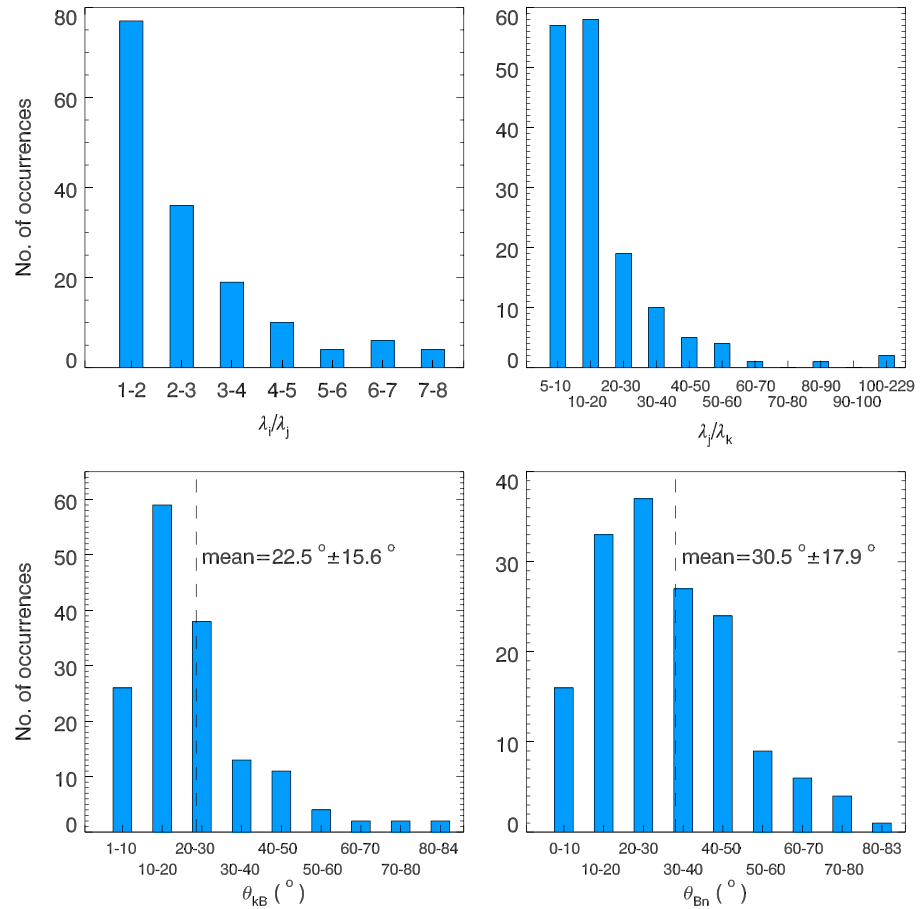 80
60
40
20
0
No. of occurrences
1-2 2-3 3-4 4-5 5-6 6-7 7-8
λi/λj
60
50
40
30
20
10
0
5-10 20-30 40-50 60-70 80-90 100-229
10-20 30-40 50-60 70-80 90-100
λj/λk
60
50
40
30
20
10
0
No. of occurrences
mean=22.5 °±15.6 °
1-10 20-30 40-50 60-70 80-84
10-20 30-40 50-60 70-80
θkB ( ° )
40
30
20
10
0
mean=30.5 °±17.9 °
0-10 20-30 40-50 60-70 80-83
10-20 30-40 50-60 70-80
θBn ( ° )